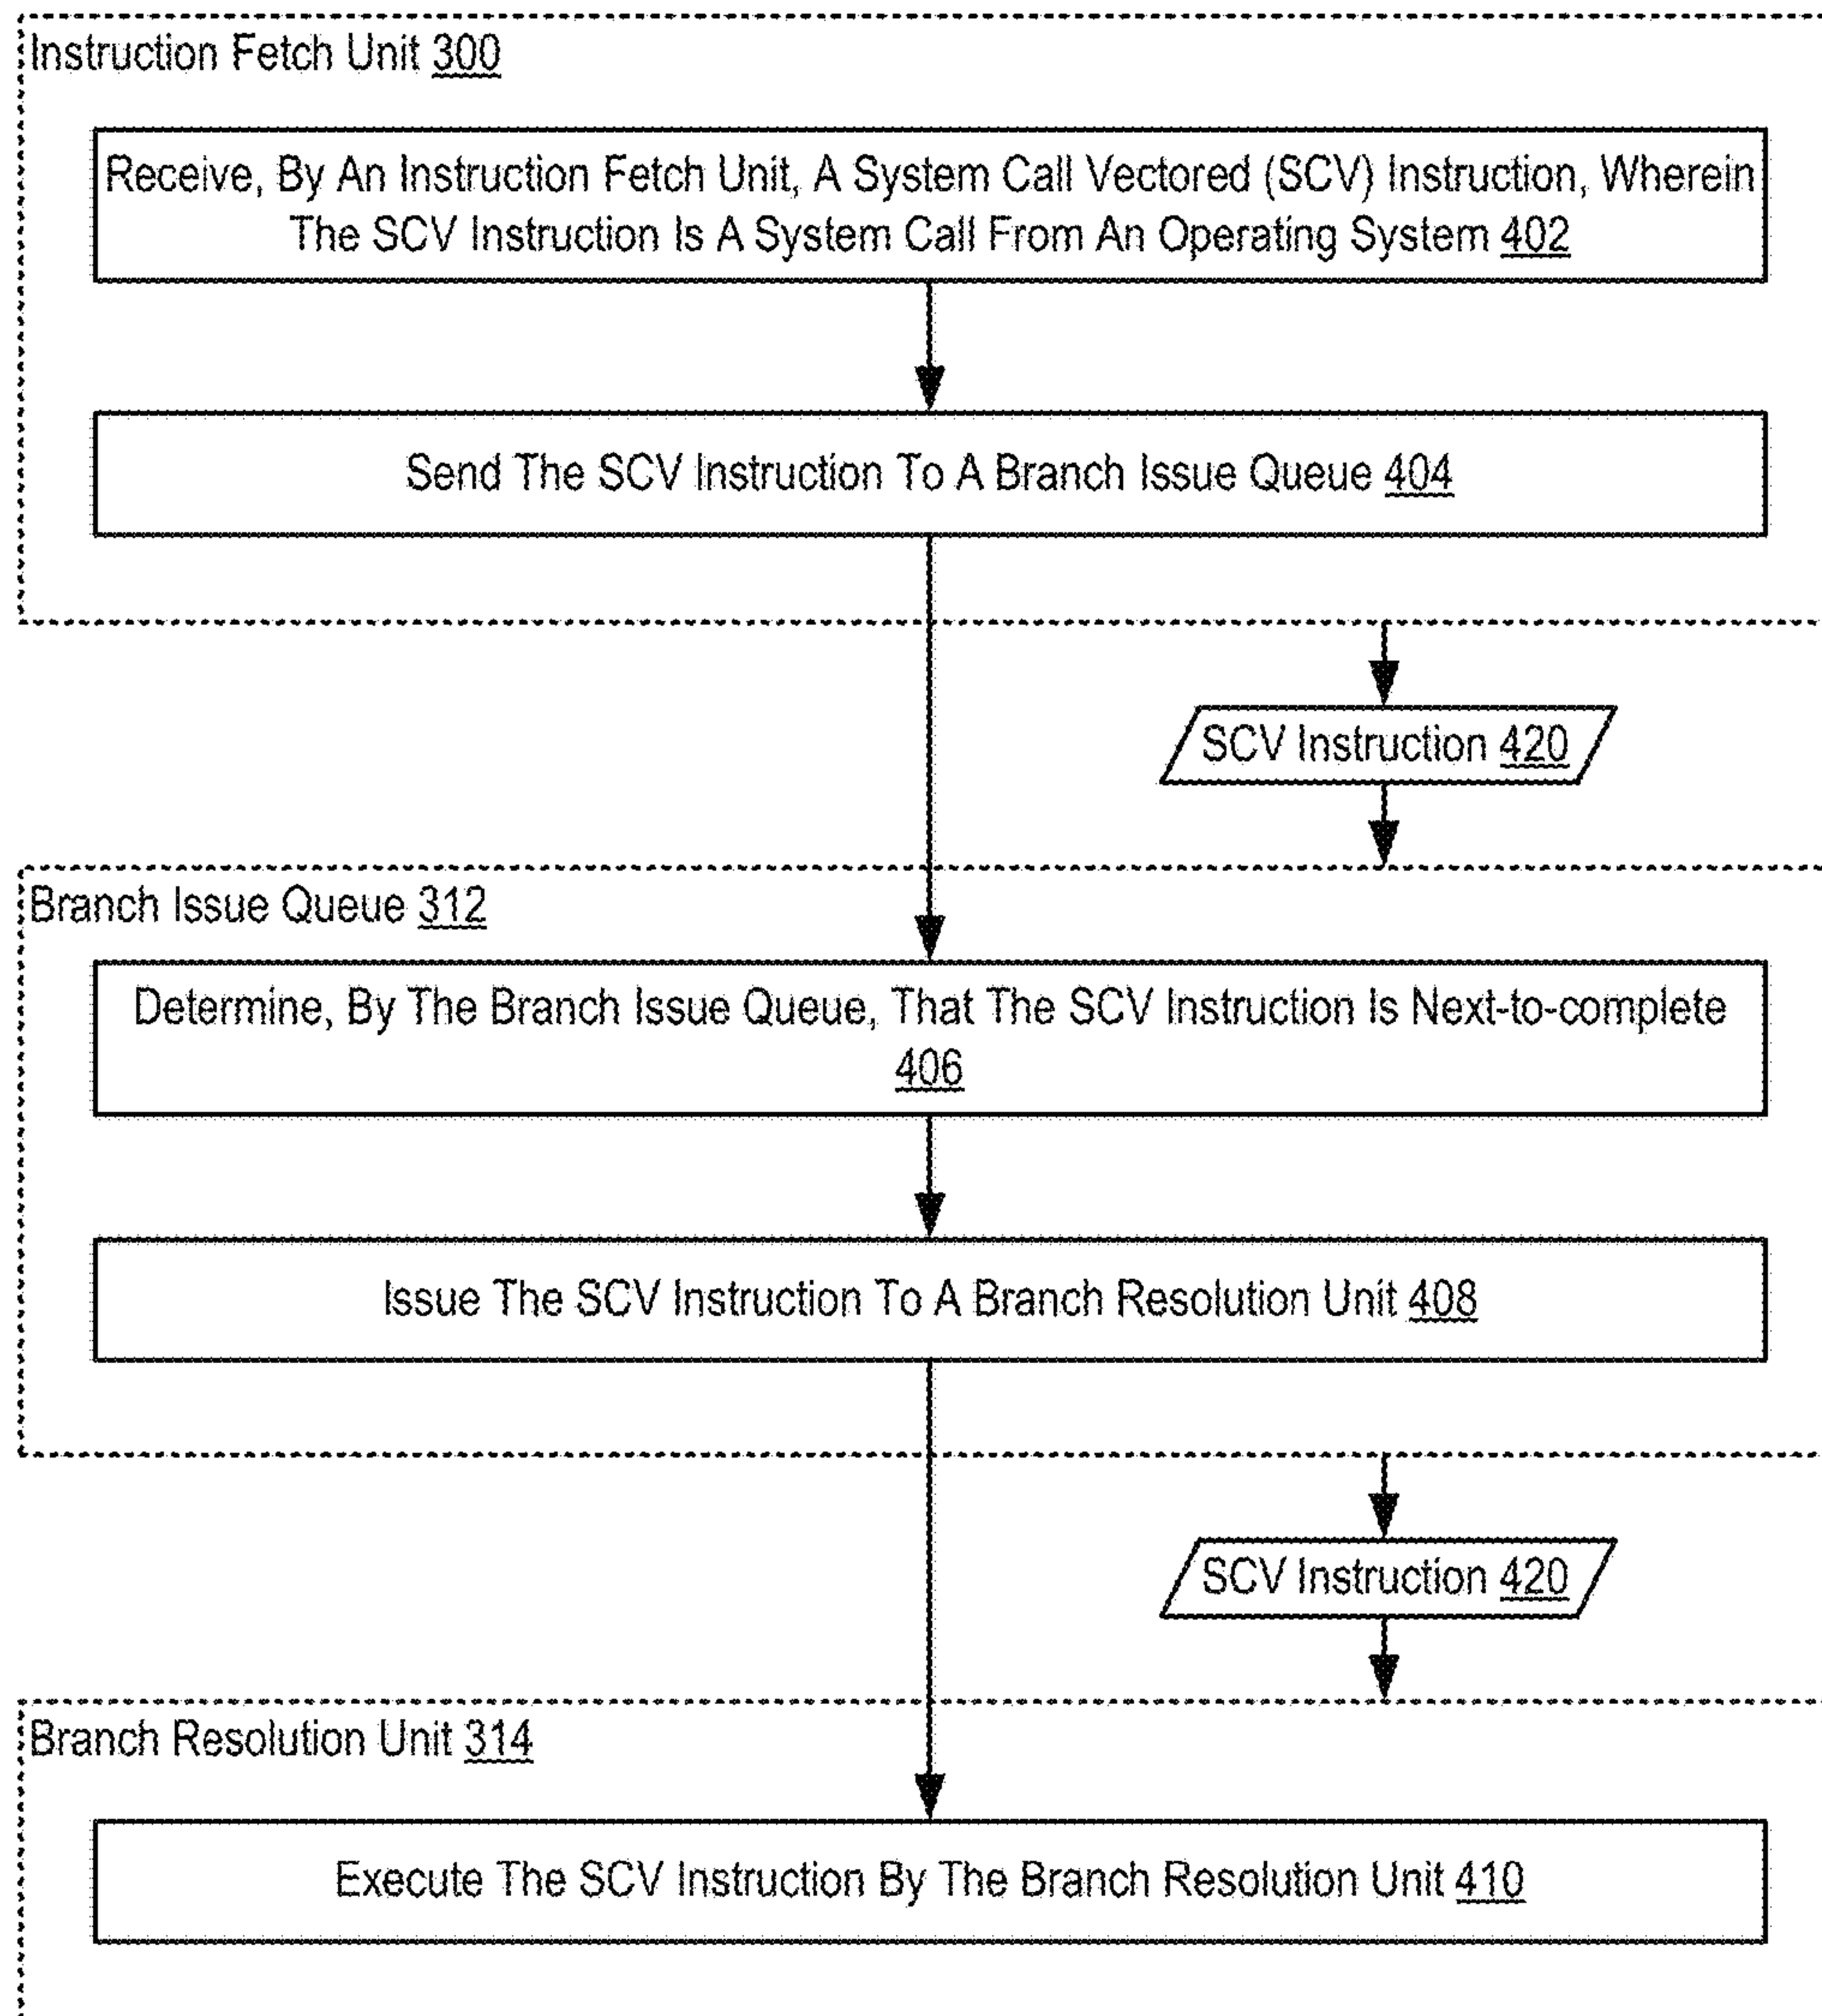 Instruction Fetch Unit 300
Receive, By An Instruction Fetch Unit, A System Call Vectored (SCV) Instruction, Wherein
The SCV Instruction Is A System Call From An Operating System 402
Send The SCV Instruction To A Branch Issue Queue 404
SCV Instruction 420
Branch Issue Queue 312
Determine, By The Branch Issue Queue, That The SCV Instruction Is Next-to-complete
406
Issue The SCV Instruction To A Branch Resolution Unit 408
SCV Instruction 420
Branch Resolution Unit 314
Execute The SCV Instruction By The Branch Resolution Unit 410